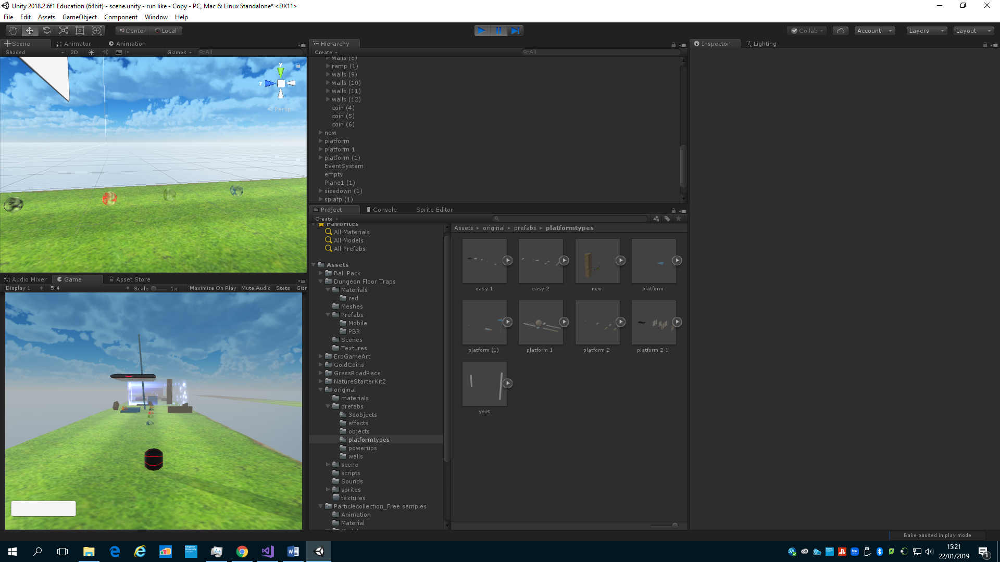 Unity 2018.2.6f1 Education (64bit) - scene.unity - run like - Copy - PC, Mac & Linux Standalone* <DX11>
File Edit Assets GameObject Component Window Help
Center Local
Collab Account Layers Layout
Scene Animator Animation
Shaded 2D Gizmos All
y
z
Persp
Hierarchy
Create All
walls (8)
ramp (1)
walls (9)
walls (10)
walls (11)
walls (12)
coin (4)
coin (5)
coin (6)
new
platform
platform 1
platform (1)
EventSystem
empty
Plane1 (1)
sizedown (1)
splatp (1)
Inspector Lighting
Audio Mixer Game Asset Store
Display 1 5:4 Scale 1x Maximize On Play Mute Audio Stats Giz
Project Console Sprite Editor
Create
Favorites
All Materials
All Models
All Prefabs
Assets
Ball Pack
Dungeon Floor Traps
Materials
red
Meshes
Prefabs
Mobile
PBR
Scenes
Textures
ErbGameArt
GoldCoins
GrassRoadRace
NatureStarterKit2
original
materials
prefabs
3dobjects
effects
objects
platformtypes
powerups
walls
scene
scripts
Sounds
sprites
textures
Particlecollection_Free samples
Animation
Material
Assets original prefabs platformtypes
easy 1 easy 2 new platform
platform (1) platform 1 platform 2 platform 2 1
yeet
Bake paused in play mode
15:21
22/01/2019
1